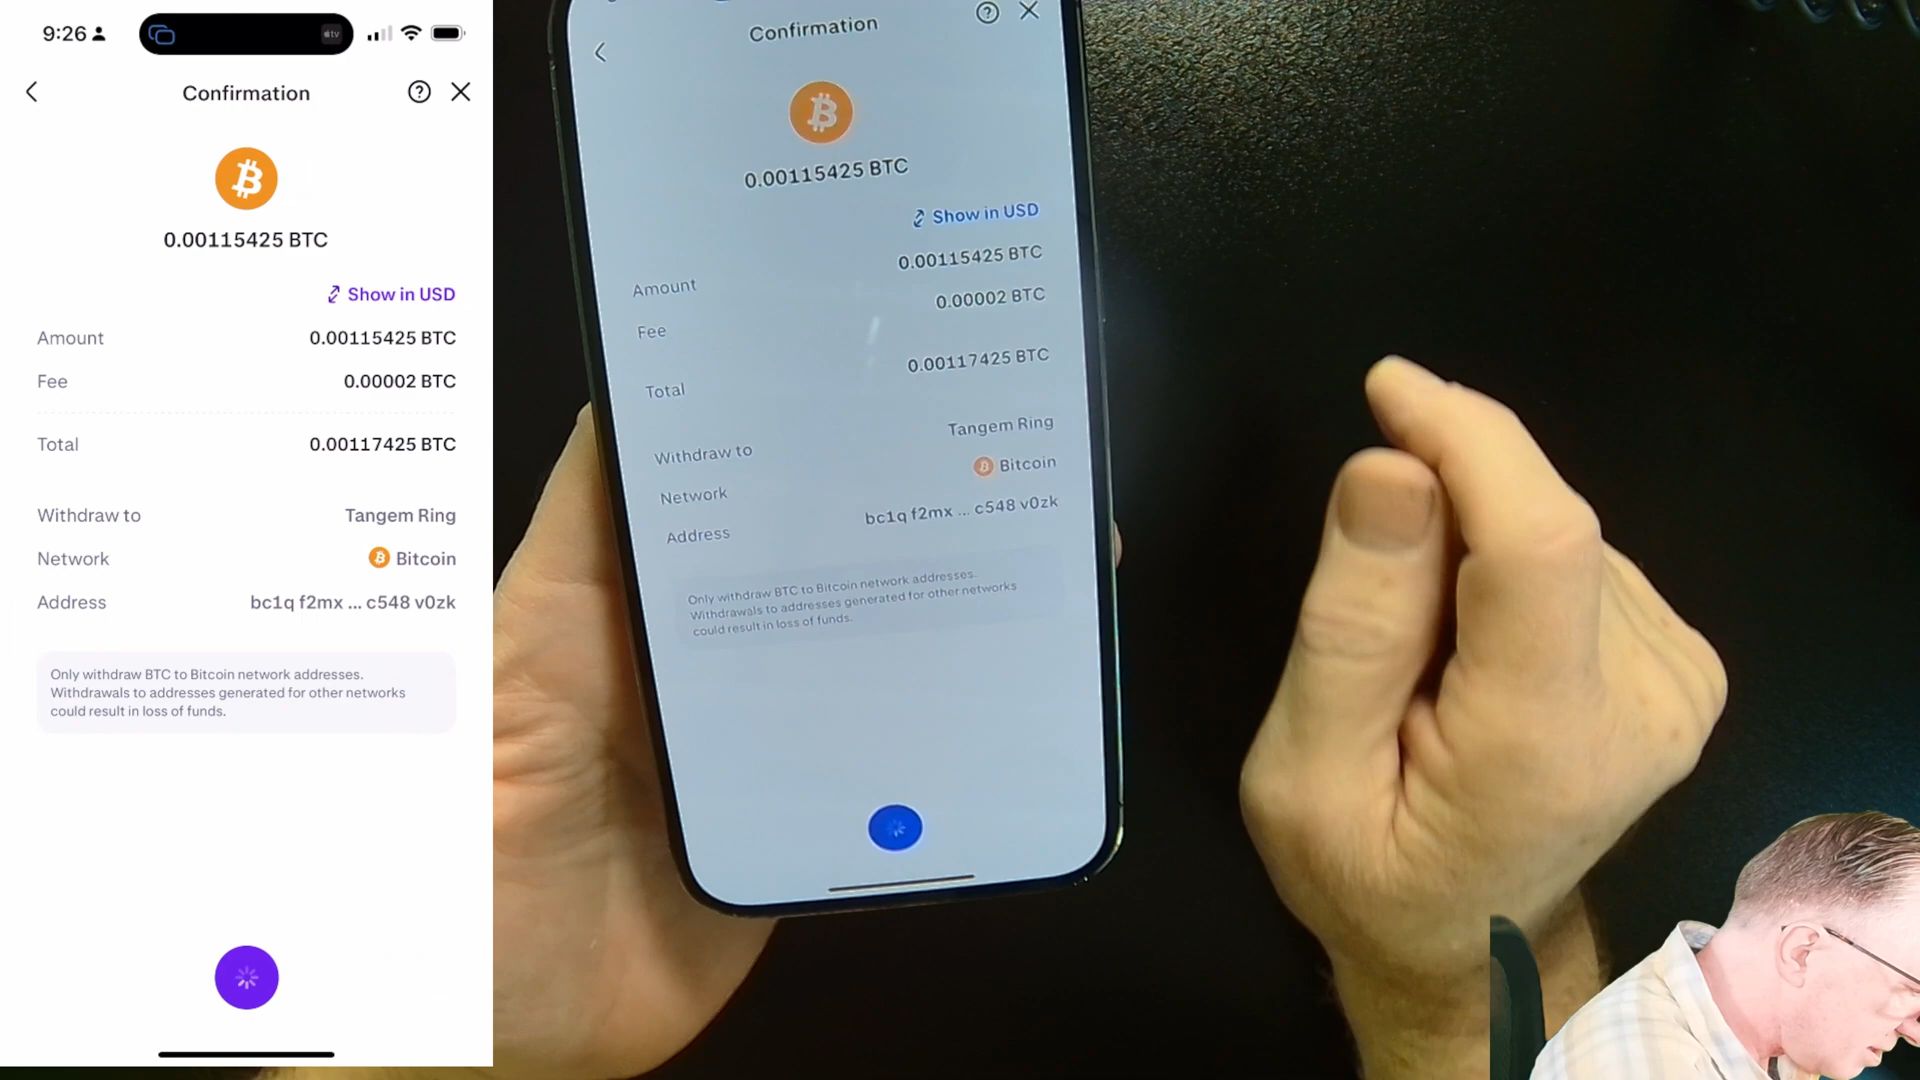 9:26
tv
Confirmation
0.00115425 BTC
Show in USD
Amount 0.00115425 BTC
Fee 0.00002 BTC
Total 0.00117425 BTC
Withdraw to Tangem Ring
Network Bitcoin
Address bc1q f2mx ... c548 v0zk
Only withdraw BTC to Bitcoin network addresses.
Withdrawals to addresses generated for other networks
could result in loss of funds.
Confirmation
0.00115425 BTC
Show in USD
Amount 0.00115425 BTC
Fee 0.00002 BTC
Total 0.00117425 BTC
Withdraw to Tangem Ring
Network Bitcoin
Address bc1q f2mx ... c548 v0zk
Only withdraw BTC to Bitcoin network addresses.
Withdrawals to addresses generated for other networks
could result in loss of funds.